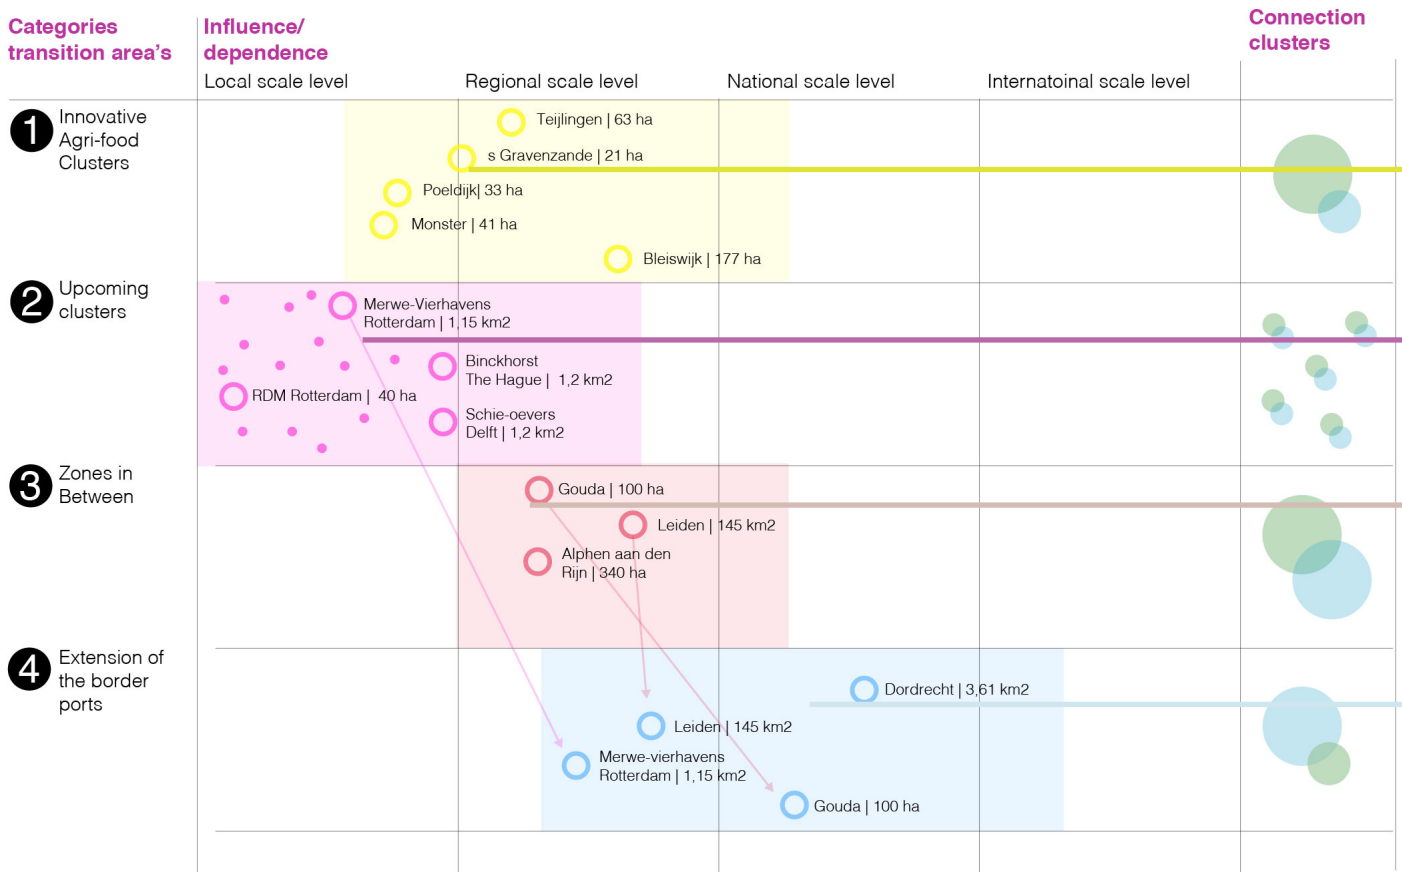 Categories
transition area's
Influence/
dependence
Connection
clusters
Local scale level
Regional scale level
National scale level
Internatoinal scale level
1
Innovative
Agri-food
Clusters
Teijlingen | 63 ha
s Gravenzande | 21 ha
Poeldijk| 33 ha
Monster | 41 ha
Bleiswijk | 177 ha
2
Upcoming
clusters
Merwe-Vierhavens
Rotterdam | 1,15 km2
Binckhorst
The Hague | 1,2 km2
RDM Rotterdam | 40 ha
Schie-oevers
Delft | 1,2 km2
3
Zones in
Between
Gouda | 100 ha
Leiden | 145 km2
Alphen aan den
Rijn | 340 ha
4
Extension of
the border
ports
Dordrecht | 3,61 km2
Leiden | 145 km2
Merwe-vierhavens
Rotterdam | 1,15 km2
Gouda | 100 ha